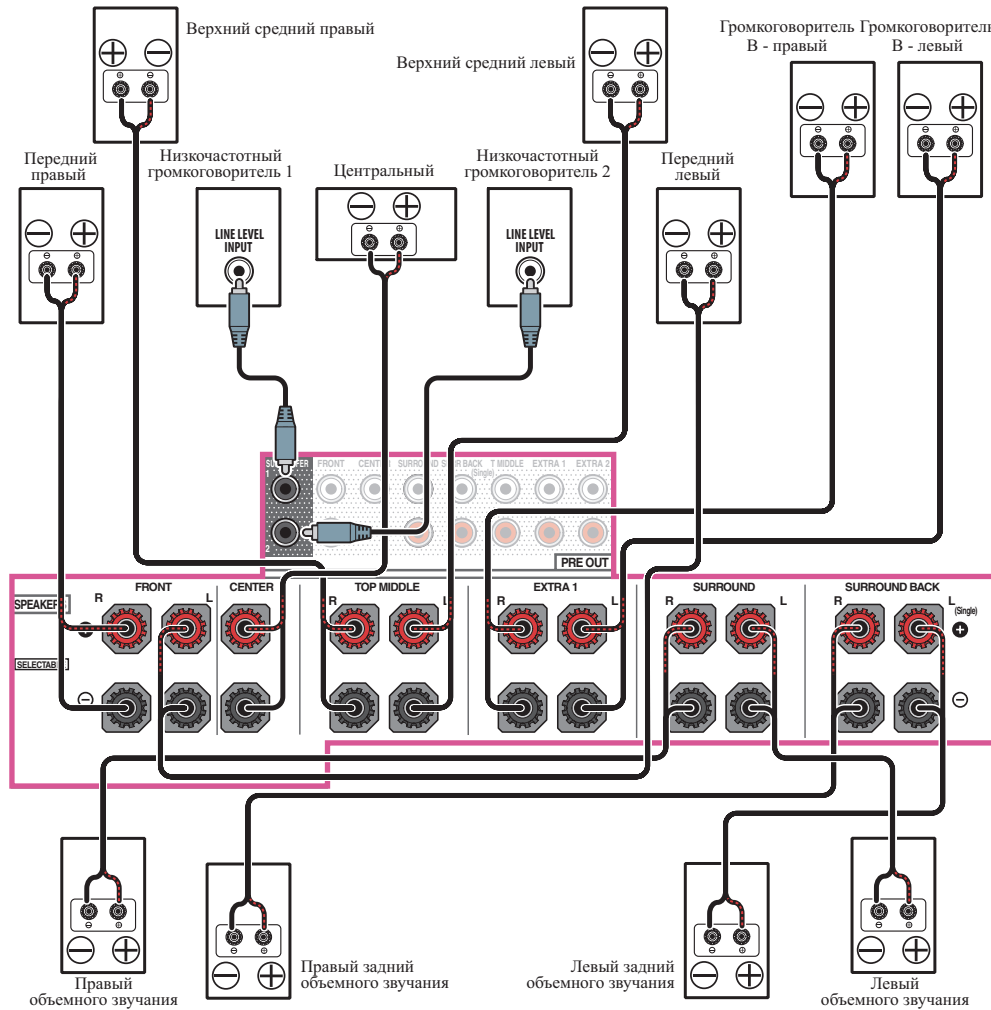 Верхний средний правый
Громкоговоритель
B - правый
B - левый
Верхний средний левый
Передний
правый
Низкочастотный
громкоговоритель 1
Центральный
Низкочастотный
громкоговоритель 2
Передний
левый
LINE LEVEL
INPUT
LINE LEVEL
INPUT
FRONT
SURROUND
T MIDDLE
EXTRA 1
EXTRA 2
(Single)
1
2
PRE OUT
FRONT
CENTER
TOP MIDDLE
EXTRA 1
SURROUND
SURROUND BACK
R
L
R
L
R
L
R
L
R
L
(Single)
Правый
объемного звучания
Правый задний
объемного звучания
Левый задний
объемного звучания
Левый
объемного звучания